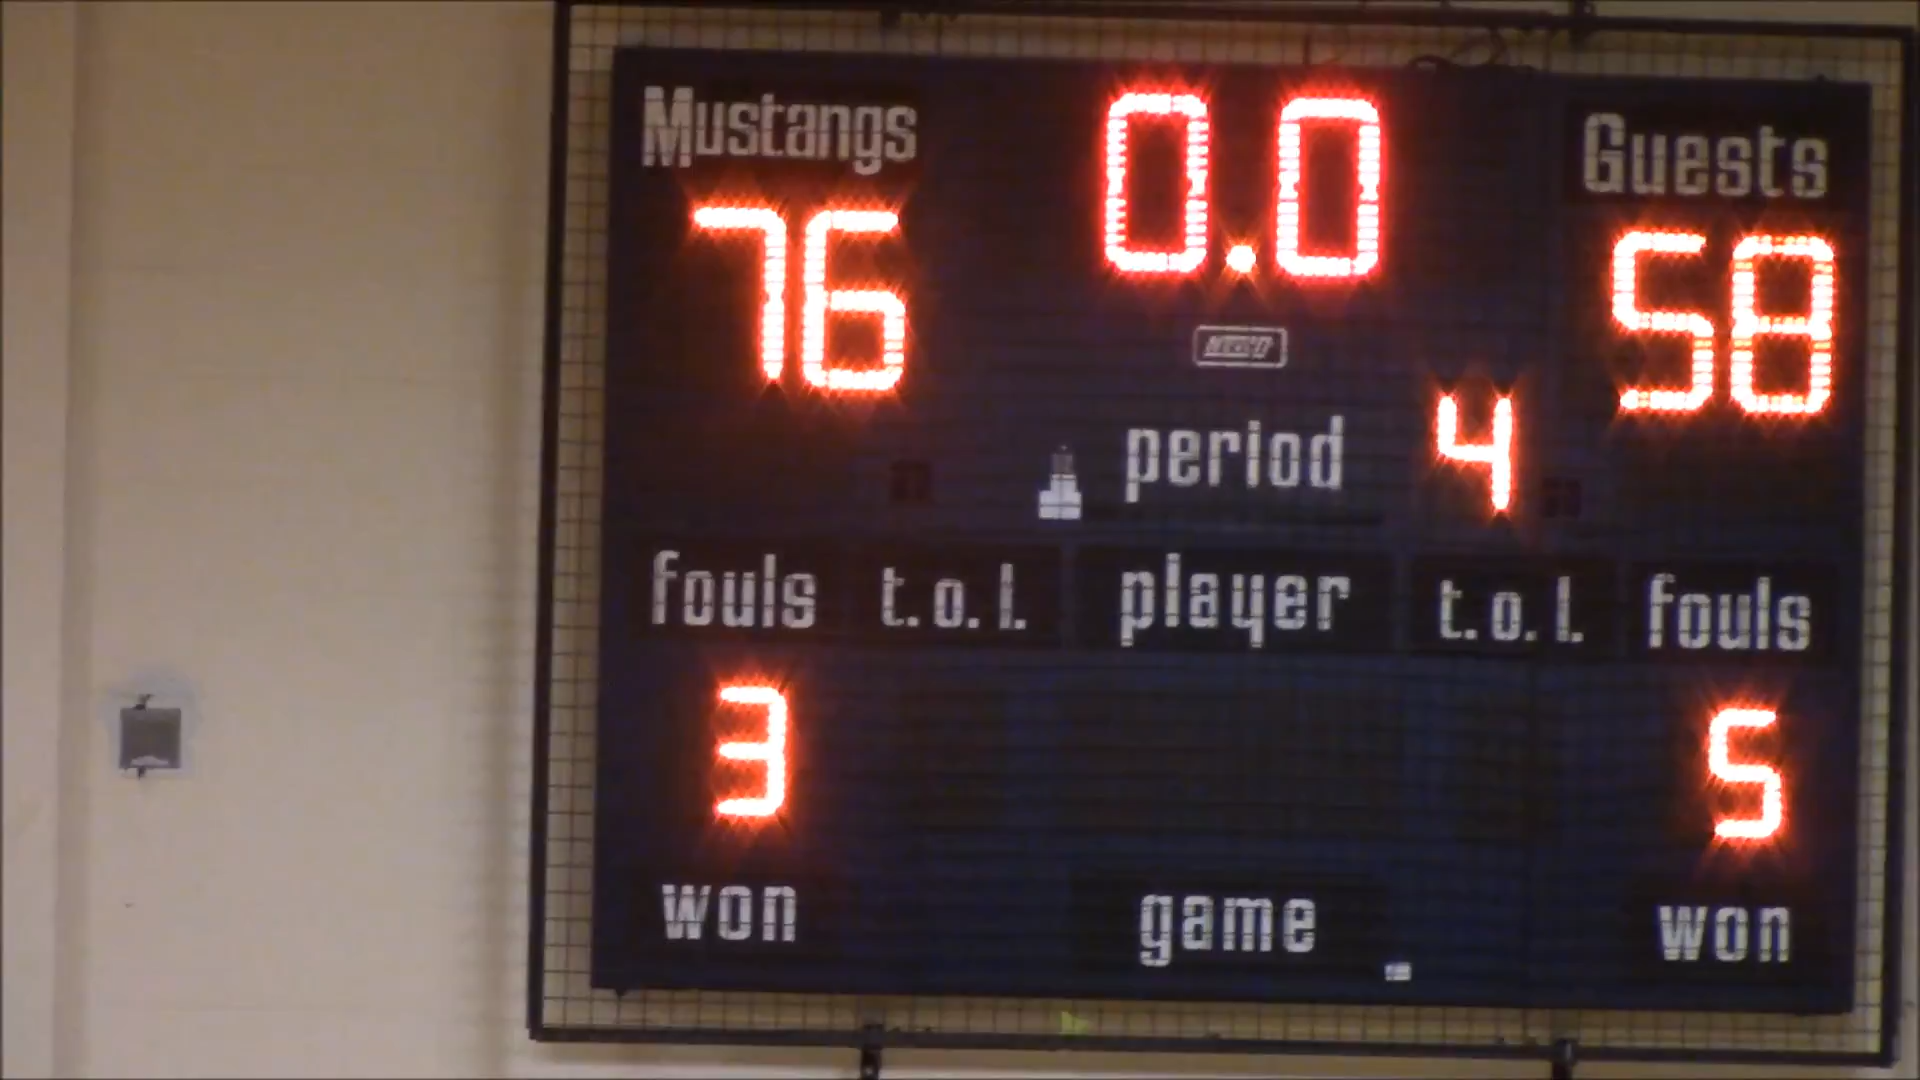 Mustangs 0.0 Guests
76 58
period 4
fouls t.o.l. player t.o.l. fouls
3 5
won game won